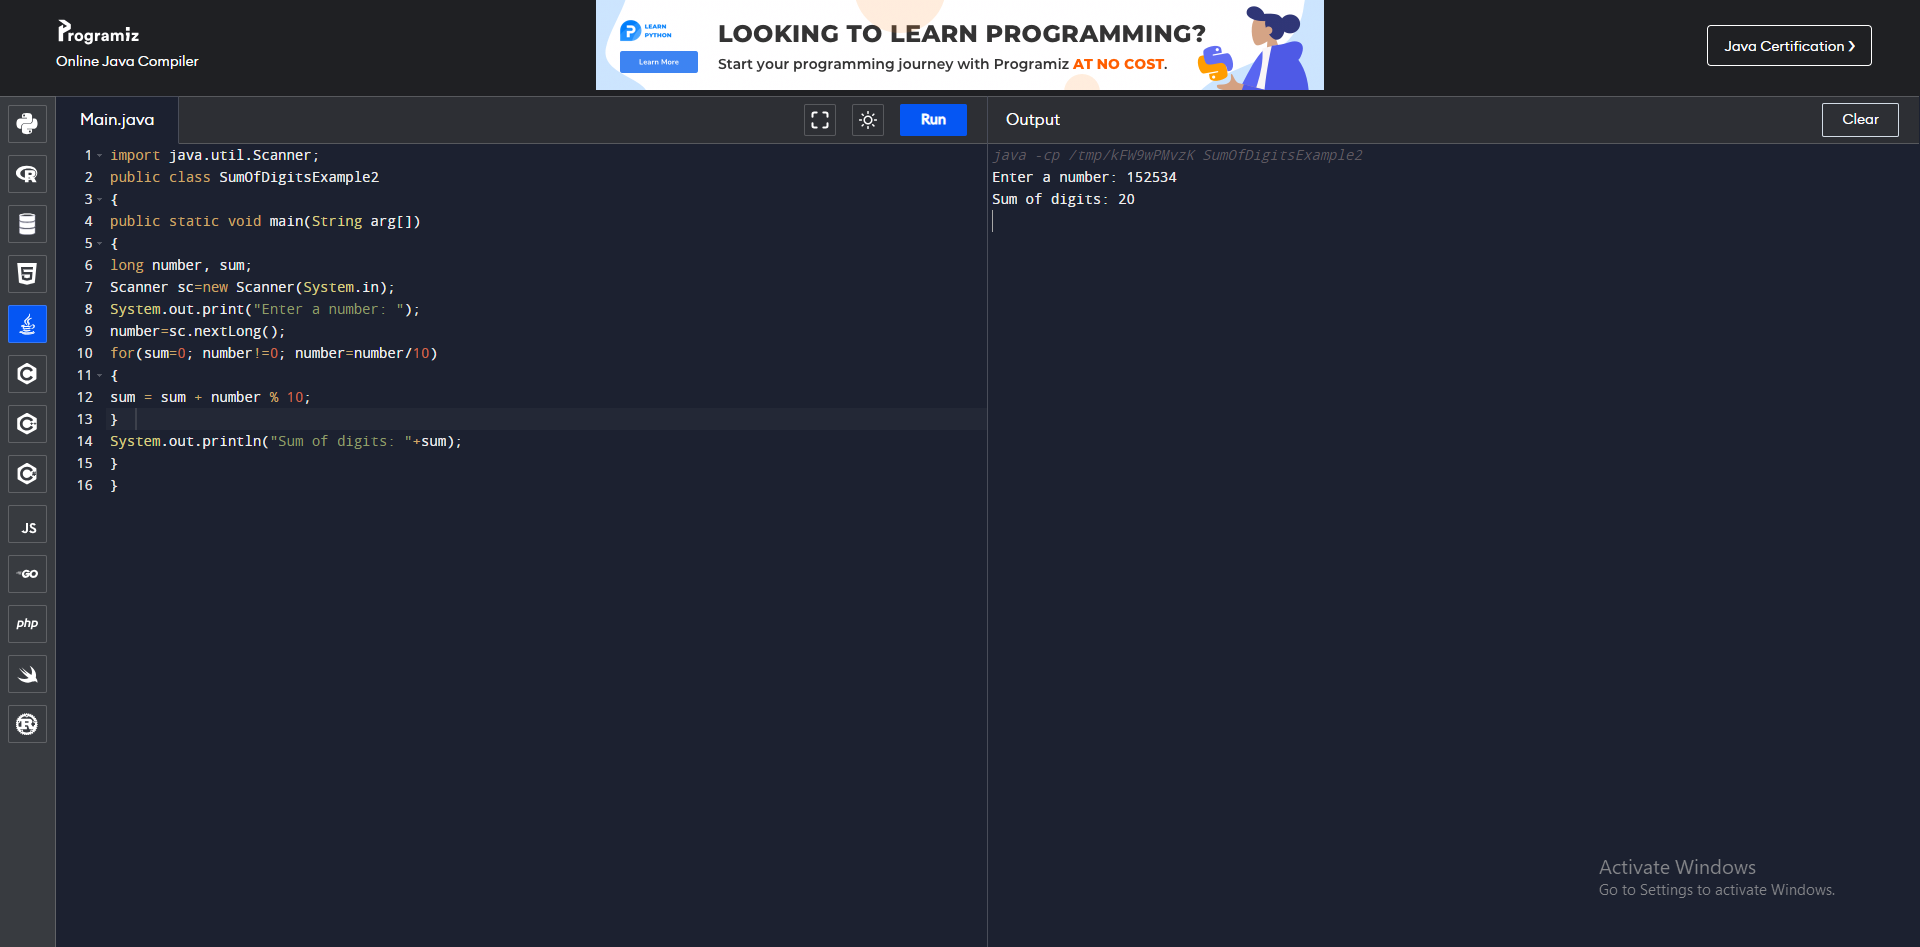 Programiz
Online Java Compiler
LEARN
PYTHON
Learn More
LOOKING TO LEARN PROGRAMMING?
Start your programming journey with Programiz AT NO COST.
Java Certification ❯
Main.java
Run
Output
Clear
1 import java.util.Scanner;
2 public class SumOfDigitsExample2
3 {
4 public static void main(String arg[])
5 {
6 long number, sum;
7 Scanner sc=new Scanner(System.in);
8 System.out.print("Enter a number: ");
9 number=sc.nextLong();
10 for(sum=0; number!=0; number=number/10)
11 {
12 sum = sum + number % 10;
13 }
14 System.out.println("Sum of digits: "+sum);
15 }
16 }
java -cp /tmp/kFW9wPMvzK SumOfDigitsExample2
Enter a number: 152534
Sum of digits: 20
R
5
C
C
C
JS
GO
php
R
Activate Windows
Go to Settings to activate Windows.